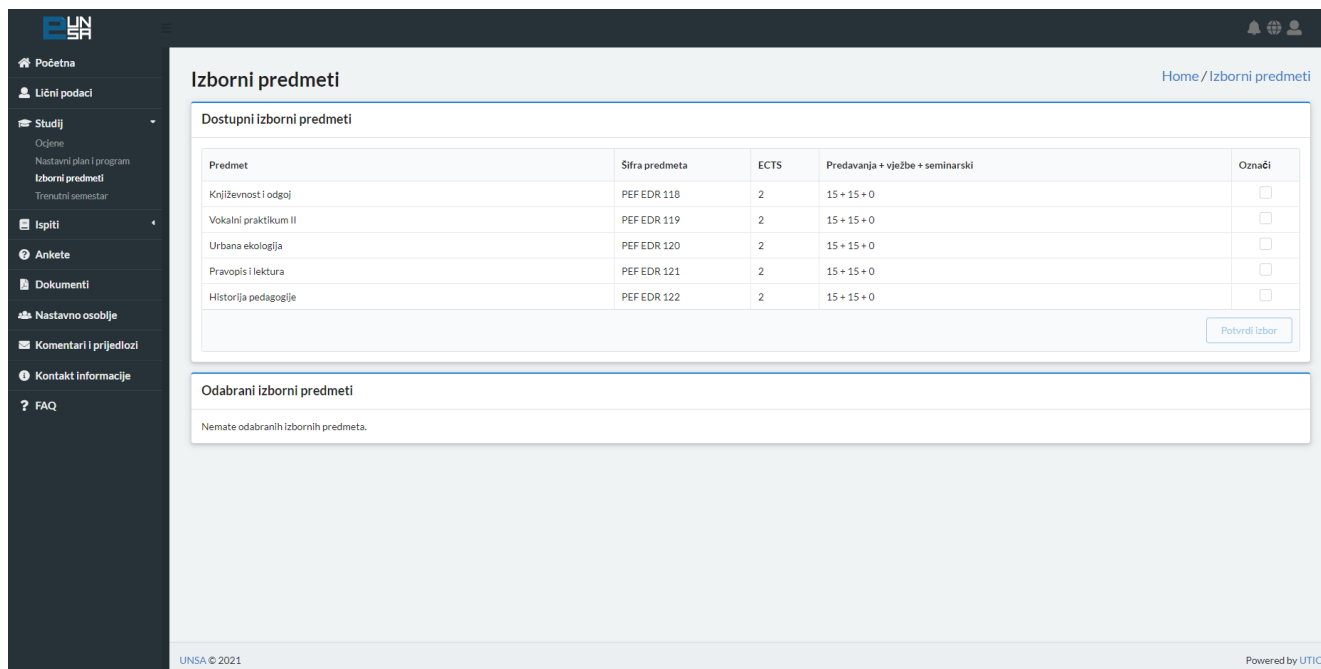 eUNSA
Početna
Lični podaci
Studij
Ocjene
Nastavni plan i program
Izborni predmeti
Trenutni semestar
Ispiti
Ankete
Dokumenti
Nastavno osoblje
Komentari i prijedlozi
Kontakt informacije
? FAQ
Izborni predmeti
Home / Izborni predmeti
Dostupni izborni predmeti
Predmet Šifra predmeta ECTS Predavanja + vježbe + seminarski Označi
Književnost i odgoj PEF EDR 118 2 15 + 15 + 0
Vokalni praktikum II PEF EDR 119 2 15 + 15 + 0
Urbana ekologija PEF EDR 120 2 15 + 15 + 0
Pravopis i lektura PEF EDR 121 2 15 + 15 + 0
Historija pedagogije PEF EDR 122 2 15 + 15 + 0
Potvrdi izbor
Odabrani izborni predmeti
Nemate odabranih izbornih predmeta.
UNSA © 2021
Powered by UTIC